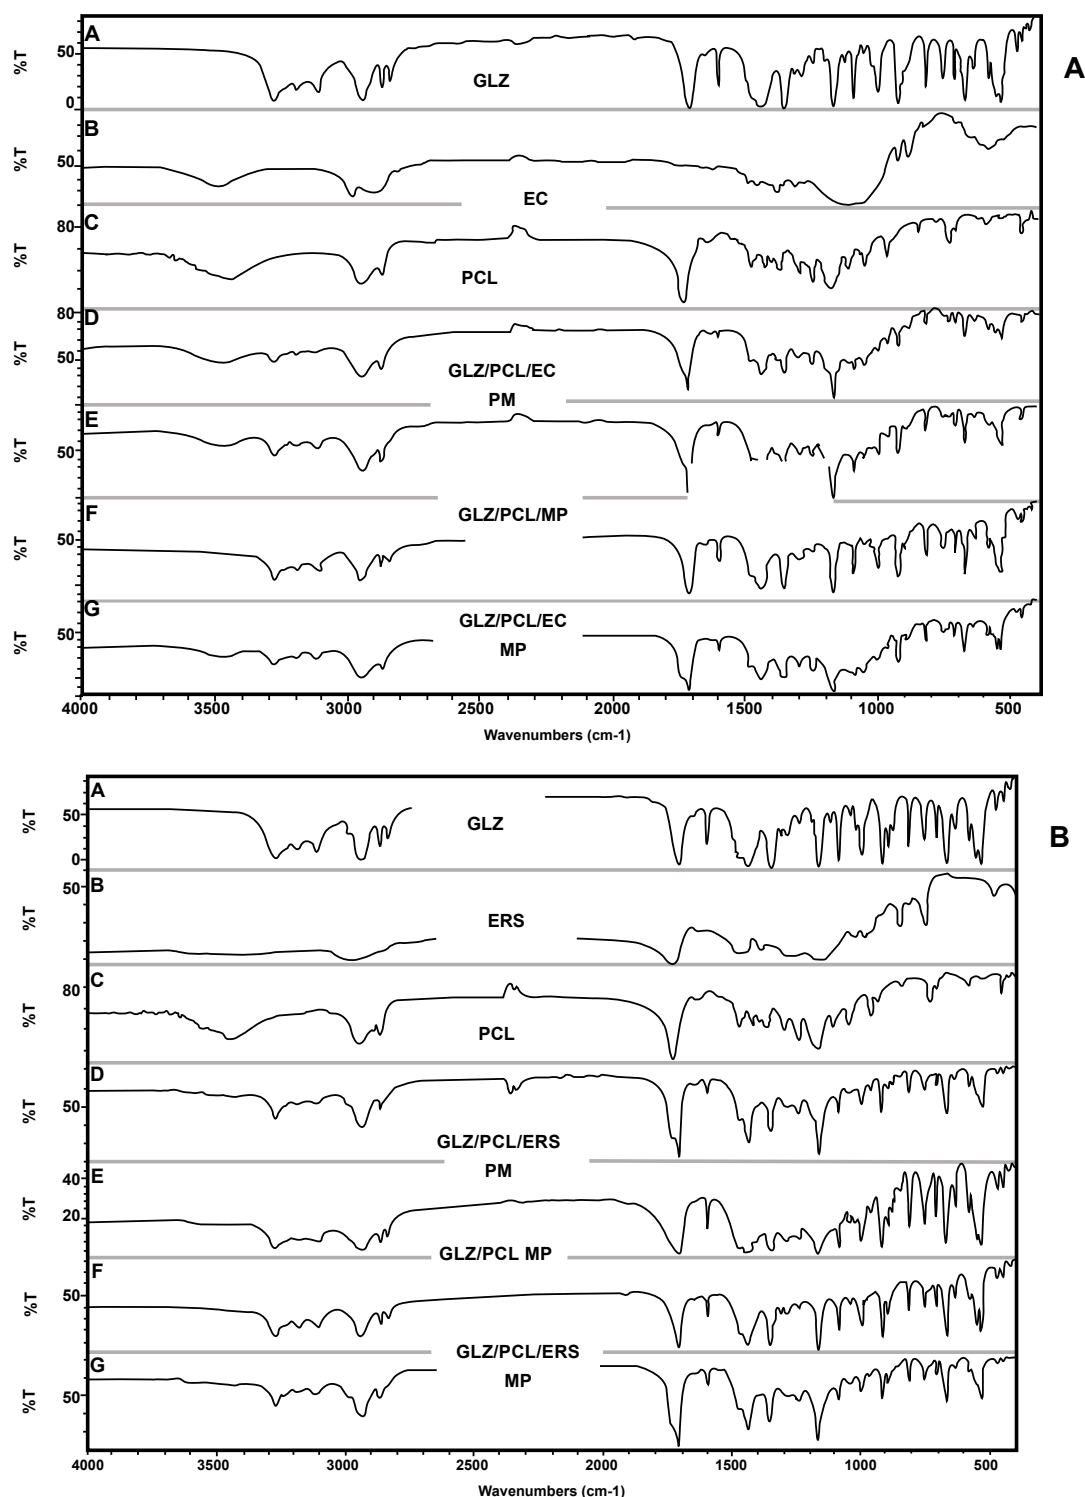 A
%T
50
0
GLZ
A
B
%T
50
EC
C
80
%T
PCL
80
D
%T
50
GLZ/PCL/EC
PM
E
%T
50
GLZ/PCL/MP
F
%T
50
G
%T
50
GLZ/PCL/EC
MP
4000 3500 3000 2500 2000 1500 1000 500
Wavenumbers (cm-1)
A
%T
50
0
GLZ
B
B
50
%T
ERS
C
80
%T
PCL
D
%T
50
GLZ/PCL/ERS
PM
E
40
%T
20
GLZ/PCL MP
F
%T
50
GLZ/PCL/ERS
MP
G
%T
50
4000 3500 3000 2500 2000 1500 1000 500
Wavenumbers (cm-1)